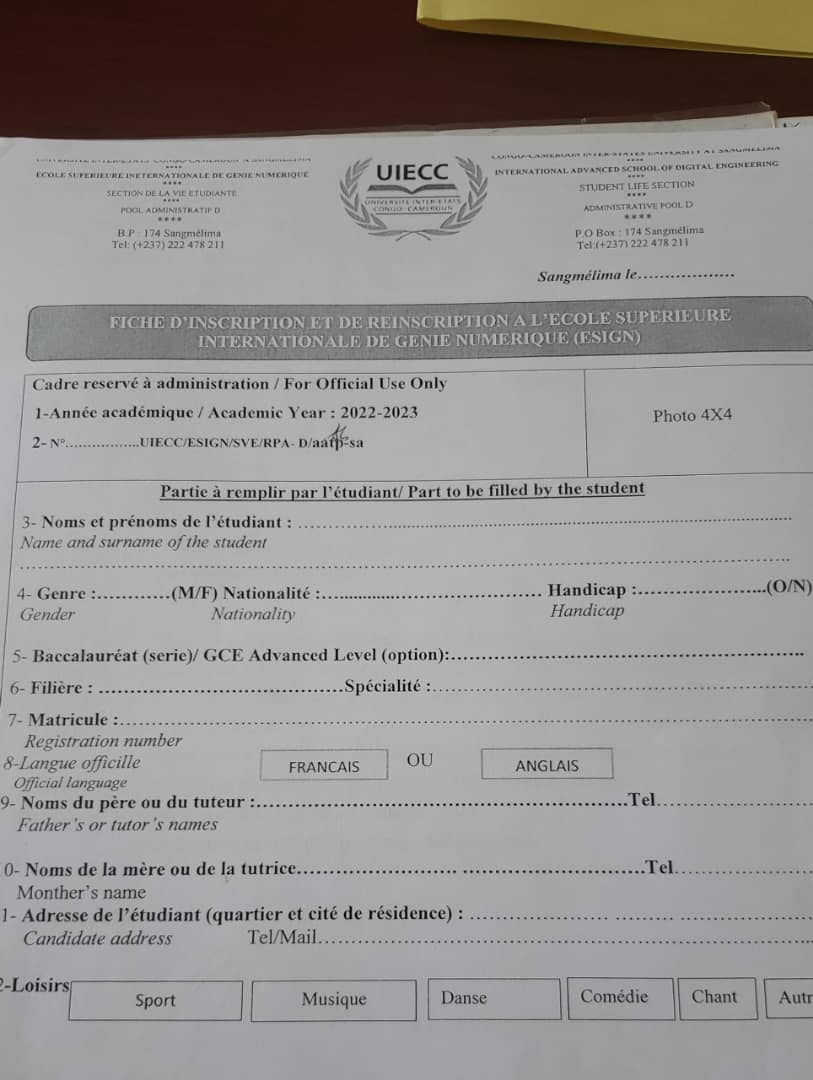 UNIVERSITE INTER-ETATS CONGO-CAMEROUN A SANGMELIMA
****
ECOLE SUPERIEURE INETERNATIONALE DE GENIE NUMERIQUE
****
SECTION DE LA VIE ETUDIANTE
****
POOL ADMINISTRATIF D
****
B.P : 174 Sangmélima
Tel: (+237) 222 478 211
UIECC
UNIVERSITE INTER-ETATS
CONGO-CAMEROUN
CONGO-CAMEROON INTER-STATES UNIVERSITY AT SANGMELIMA
****
INTERNATIONAL ADVANCED SCHOOL OF DIGITAL ENGINEERING
****
STUDENT LIFE SECTION
****
ADMINISTRATIVE POOL D
****
P.O Box : 174 Sangmélima
Tel:(+237) 222 478 211
Sangmélima le..................
FICHE D'INSCRIPTION ET DE REINSCRIPTION A L'ECOLE SUPERIEURE
INTERNATIONALE DE GENIE NUMERIQUE (ESIGN)
Cadre reservé à administration / For Official Use Only
1-Année académique / Academic Year : 2022-2023
2- N°..................UIECC/ESIGN/SVE/RPA- D/aatp-sa
Photo 4X4
Partie à remplir par l'étudiant/ Part to be filled by the student
3- Noms et prénoms de l'étudiant : ........................................
Name and surname of the student
........................................
4- Genre :...........(M/F) Nationalité :........................................ Handicap :......................(O/N)
Gender Nationality Handicap
5- Baccalauréat (serie)/ GCE Advanced Level (option):........................................
6- Filière : ........................................Spécialité :........................................
7- Matricule :........................................
Registration number
8-Langue officille FRANCAIS OU ANGLAIS
Official language
9- Noms du père ou du tuteur :........................................Tel........................
Father's or tutor's names
0- Noms de la mère ou de la tutrice........................... ...............................Tel........................
Monther's name
1- Adresse de l'étudiant (quartier et cité de résidence) : ....................... ............... .......................
Candidate address Tel/Mail........................................
2-Loisirs Sport Musique Danse Comédie Chant Autr